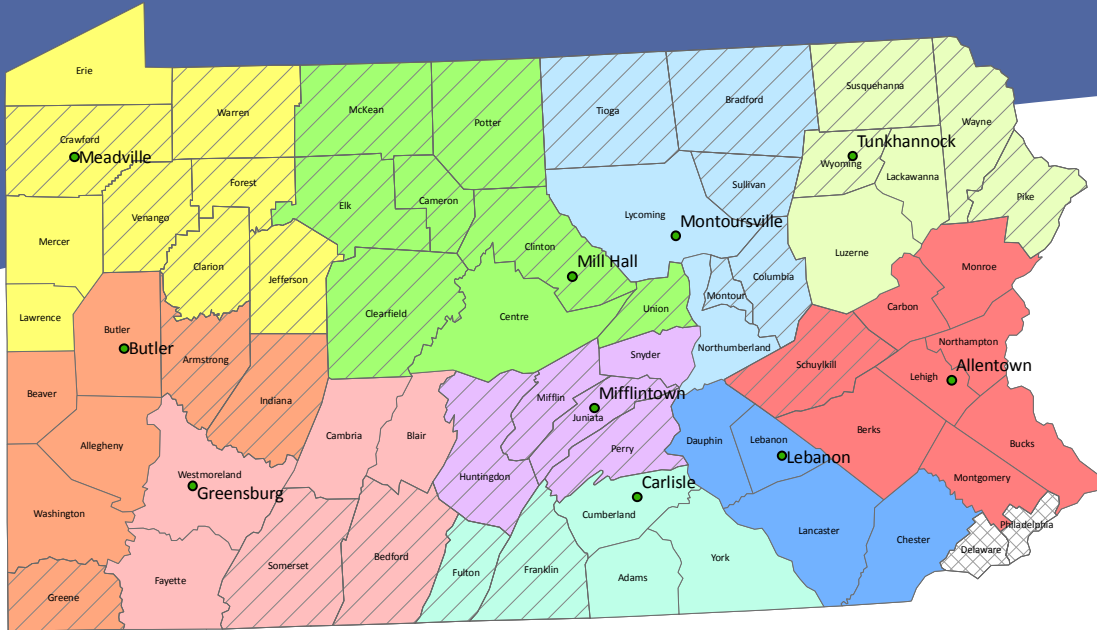 Erie
Warren
McKean
Potter
Tioga
Bradford
Susquehanna
Wayne
Crawford
Meadville
Forest
Venango
Elk
Cameron
Sullivan
Tunkhannock
Wyoming
Lackawanna
Pike
Mercer
Clarion
Jefferson
Clinton
Lycoming
Montoursville
Luzerne
Monroe
Mill Hall
Columbia
Montour
Carbon
Lawrence
Butler
Butler
Clearfield
Centre
Union
Northumberland
Northampton
Armstrong
Snyder
Schuylkill
Lehigh
Allentown
Beaver
Indiana
Mifflin
Mifflintown
Juniata
Allegheny
Cambria
Blair
Perry
Dauphin
Lebanon
Lebanon
Berks
Bucks
Westmoreland
Greensburg
Huntingdon
Carlisle
Cumberland
Montgomery
Washington
Philadelphia
Lancaster
Chester
Delaware
Bedford
York
Greene
Fayette
Somerset
Fulton
Franklin
Adams